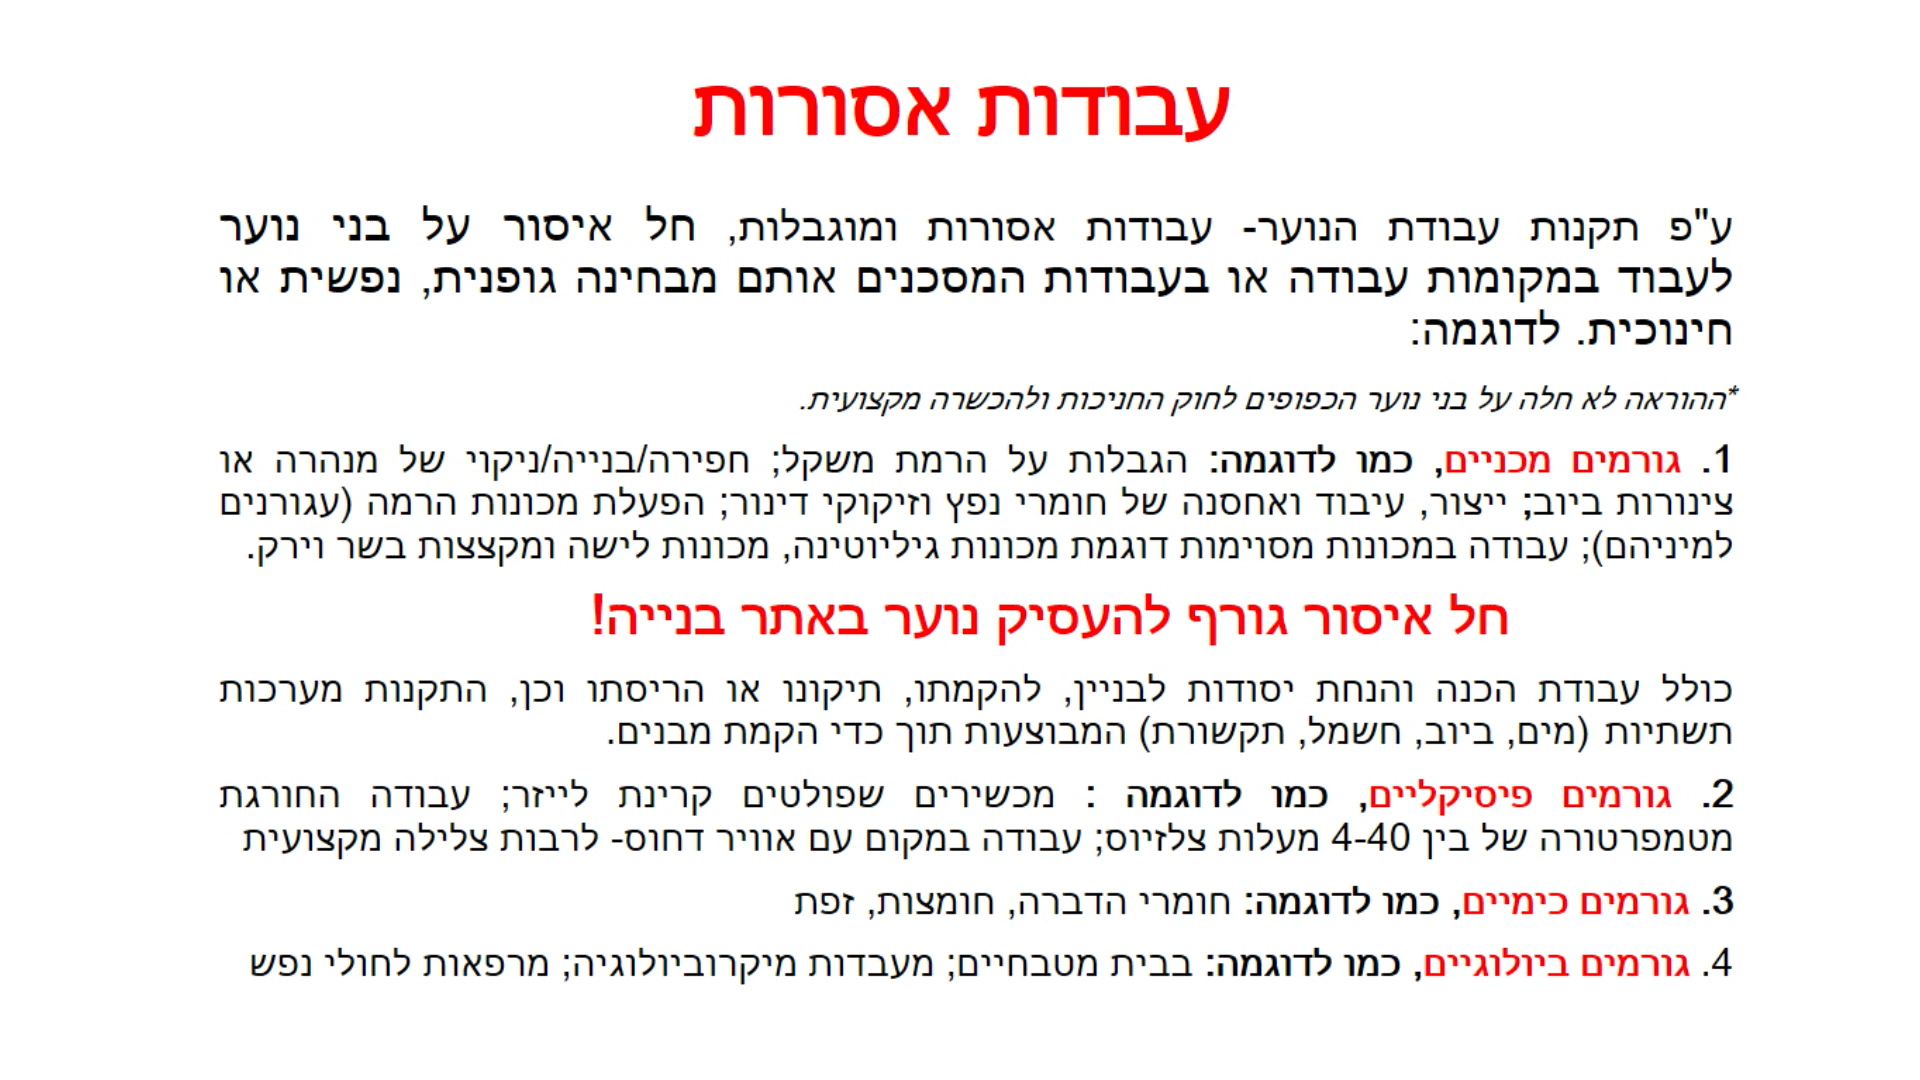 עבודות אסורות
ע"פ תקנות עבודת הנוער- עבודות אסורות ומוגבלות, חל איסור על בני נוער
לעבוד במקומות עבודה או בעבודות המסכנים אותם מבחינה גופנית, נפשית או
חינוכית. לדוגמה:
*ההוראה לא חלה על בני נוער הכפופים לחוק החניכות ולהכשרה מקצועית.
1. גורמים מכניים, כמו לדוגמה: הגבלות על הרמת משקל; חפירה/בנייה/ניקוי של מנהרה או
צינורות ביוב; ייצור, עיבוד ואחסנה של חומרי נפץ וזיקוקי דינור; הפעלת מכונות הרמה (עגורנים
למיניהם); עבודה במכונות מסוימות דוגמת מכונות גיליוטינה, מכונות לישה ומקצצות בשר וירק.
חל איסור גורף להעסיק נוער באתר בנייה!
כולל עבודת הכנה והנחת יסודות לבניין, להקמתו, תיקונו או הריסתו וכן, התקנות מערכות
תשתיות (מים, ביוב, חשמל, תקשורת) המבוצעות תוך כדי הקמת מבנים.
2. גורמים פיסיקליים, כמו לדוגמה : מכשירים שפולטים קרינת לייזר; עבודה החורגת
מטמפרטורה של בין 4-40 מעלות צלזיוס; עבודה במקום עם אוויר דחוס- לרבות צלילה מקצועית
3. גורמים כימיים, כמו לדוגמה: חומרי הדברה, חומצות, זפת
4. גורמים ביולוגיים, כמו לדוגמה: בבית מטבחיים; מעבדות מיקרוביולוגיה; מרפאות לחולי נפש